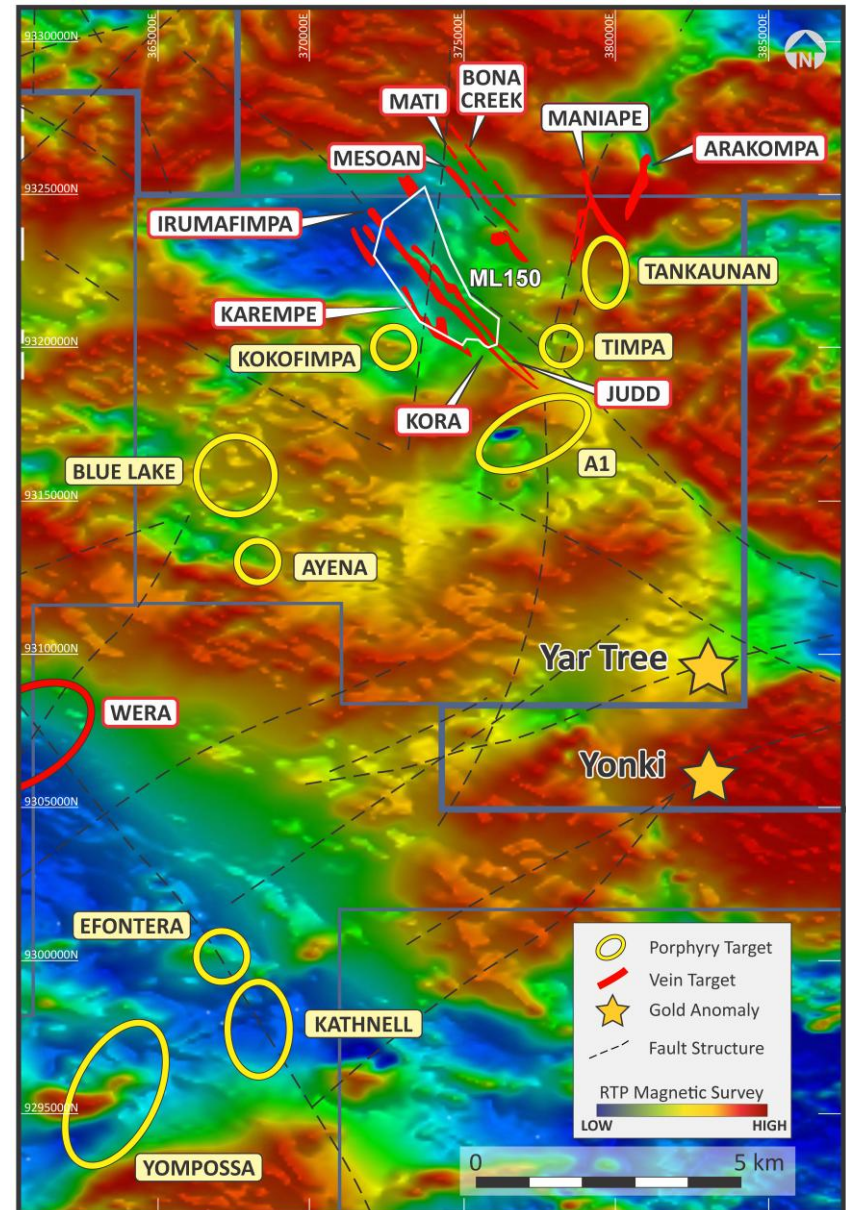 365000E
370000E
375000E
380000E
385000E
9330000N
N
BONA
CREEK
MATI
MANIAPE
ARAKOMPA
MESOAN
9325000N
IRUMAFIMPA
TANKAUNAN
ML150
KAREMPE
9320000N
KOKOFIMPA
TIMPA
JUDD
KORA
A1
BLUE LAKE
9315000N
AYENA
9310000N
Yar Tree
WERA
Yonki
9305000N
EFONTERA
9300000N
KATHNELL
9295000N
YOMPOSSA
Porphyry Target
Vein Target
Gold Anomaly
Fault Structure
RTP Magnetic Survey
LOW HIGH
0 5 km